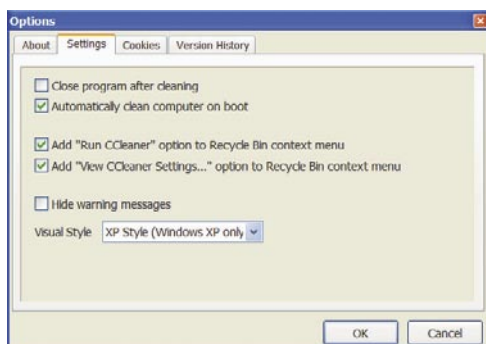 Options
About Settings Cookies Version History
Close program after cleaning
Automatically clean computer on boot
Add "Run CCleaner" option to Recycle Bin context menu
Add "View CCleaner Settings..." option to Recycle Bin context menu
Hide warning messages
Visual Style XP Style (Windows XP only
OK Cancel